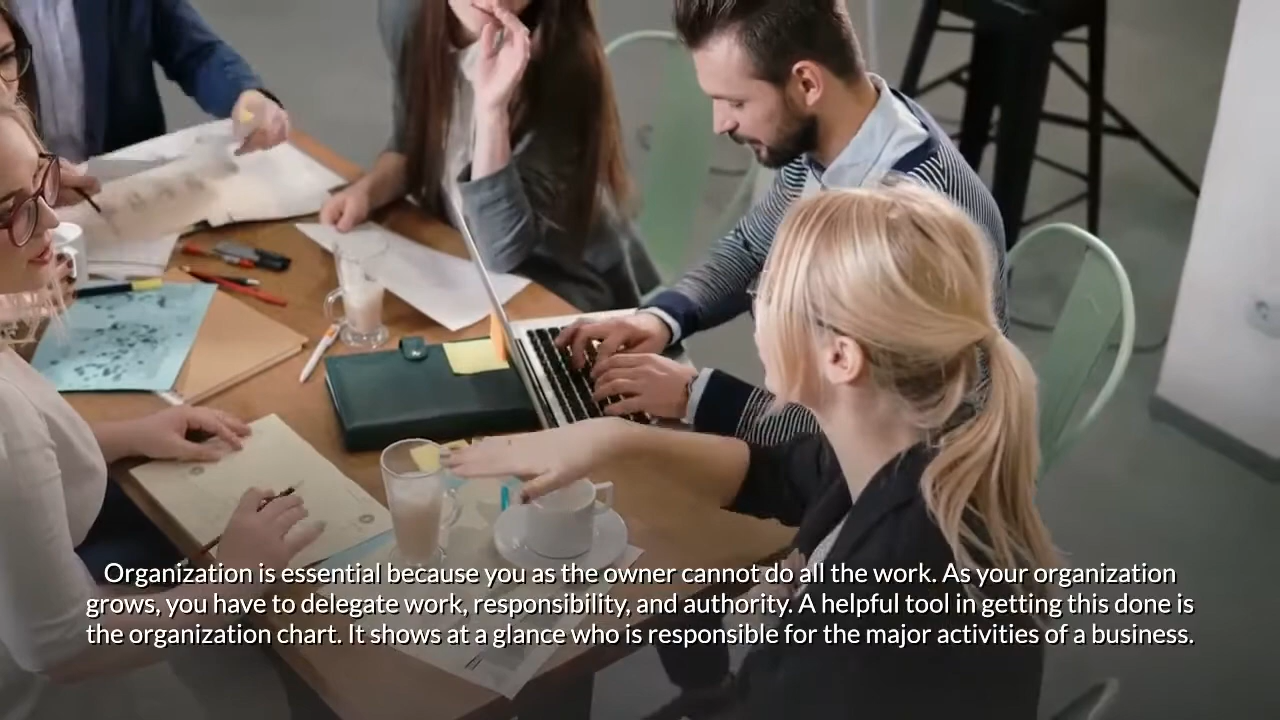 Organization is essential because you as the owner cannot do all the work. As your organization
grows, you have to delegate work, responsibility, and authority. A helpful tool in getting this done is
the organization chart. It shows at a glance who is responsible for the major activities of a business.